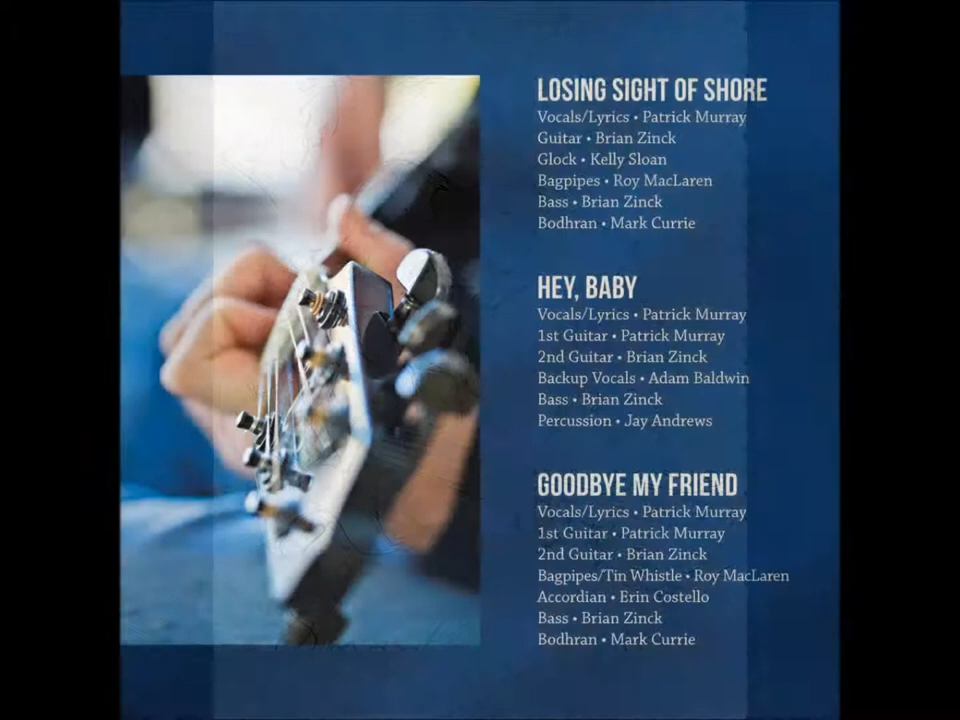 LOSING SIGHT OF SHORE
Vocals/Lyrics • Patrick Murray
Guitar • Brian Zinck
Glock • Kelly Sloan
Bagpipes • Roy MacLaren
Bass • Brian Zinck
Bodhran • Mark Currie
HEY, BABY
Vocals/Lyrics • Patrick Murray
1st Guitar • Patrick Murray
2nd Guitar • Brian Zinck
Backup Vocals • Adam Baldwin
Bass • Brian Zinck
Percussion • Jay Andrews
GOODBYE MY FRIEND
Vocals/Lyrics • Patrick Murray
1st Guitar • Patrick Murray
2nd Guitar • Brian Zinck
Bagpipes/Tin Whistle • Roy MacLaren
Accordian • Erin Costello
Bass • Brian Zinck
Bodhran • Mark Currie